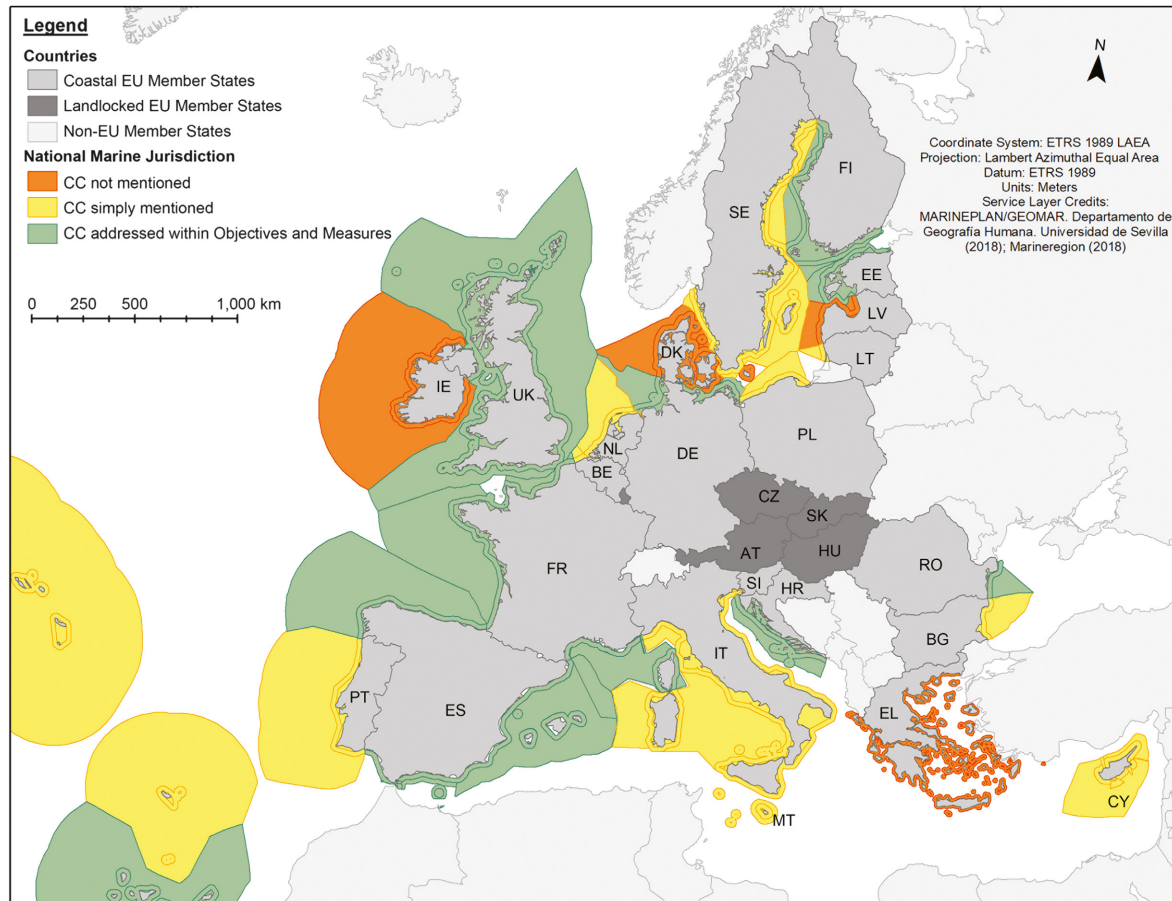 Legend
Countries
Coastal EU Member States
Landlocked EU Member States
Non-EU Member States
National Marine Jurisdiction
CC not mentioned
CC simply mentioned
CC addressed within Objectives and Measures
0 250 500 1,000 km
N
Coordinate System: ETRS 1989 LAEA
Projection: Lambert Azimuthal Equal Area
Datum: ETRS 1989
Units: Meters
Service Layer Credits:
MARINEPLAN/GEOMAR. Departamento de
Geografía Humana. Universidad de Sevilla
(2018); Marineregion (2018)
FI
SE
EE
LV
LT
DK
IE
UK
PL
NL
DE
BE
CZ
SK
AT
HU
FR
RO
SI
HR
BG
IT
PT
ES
EL
CY
MT